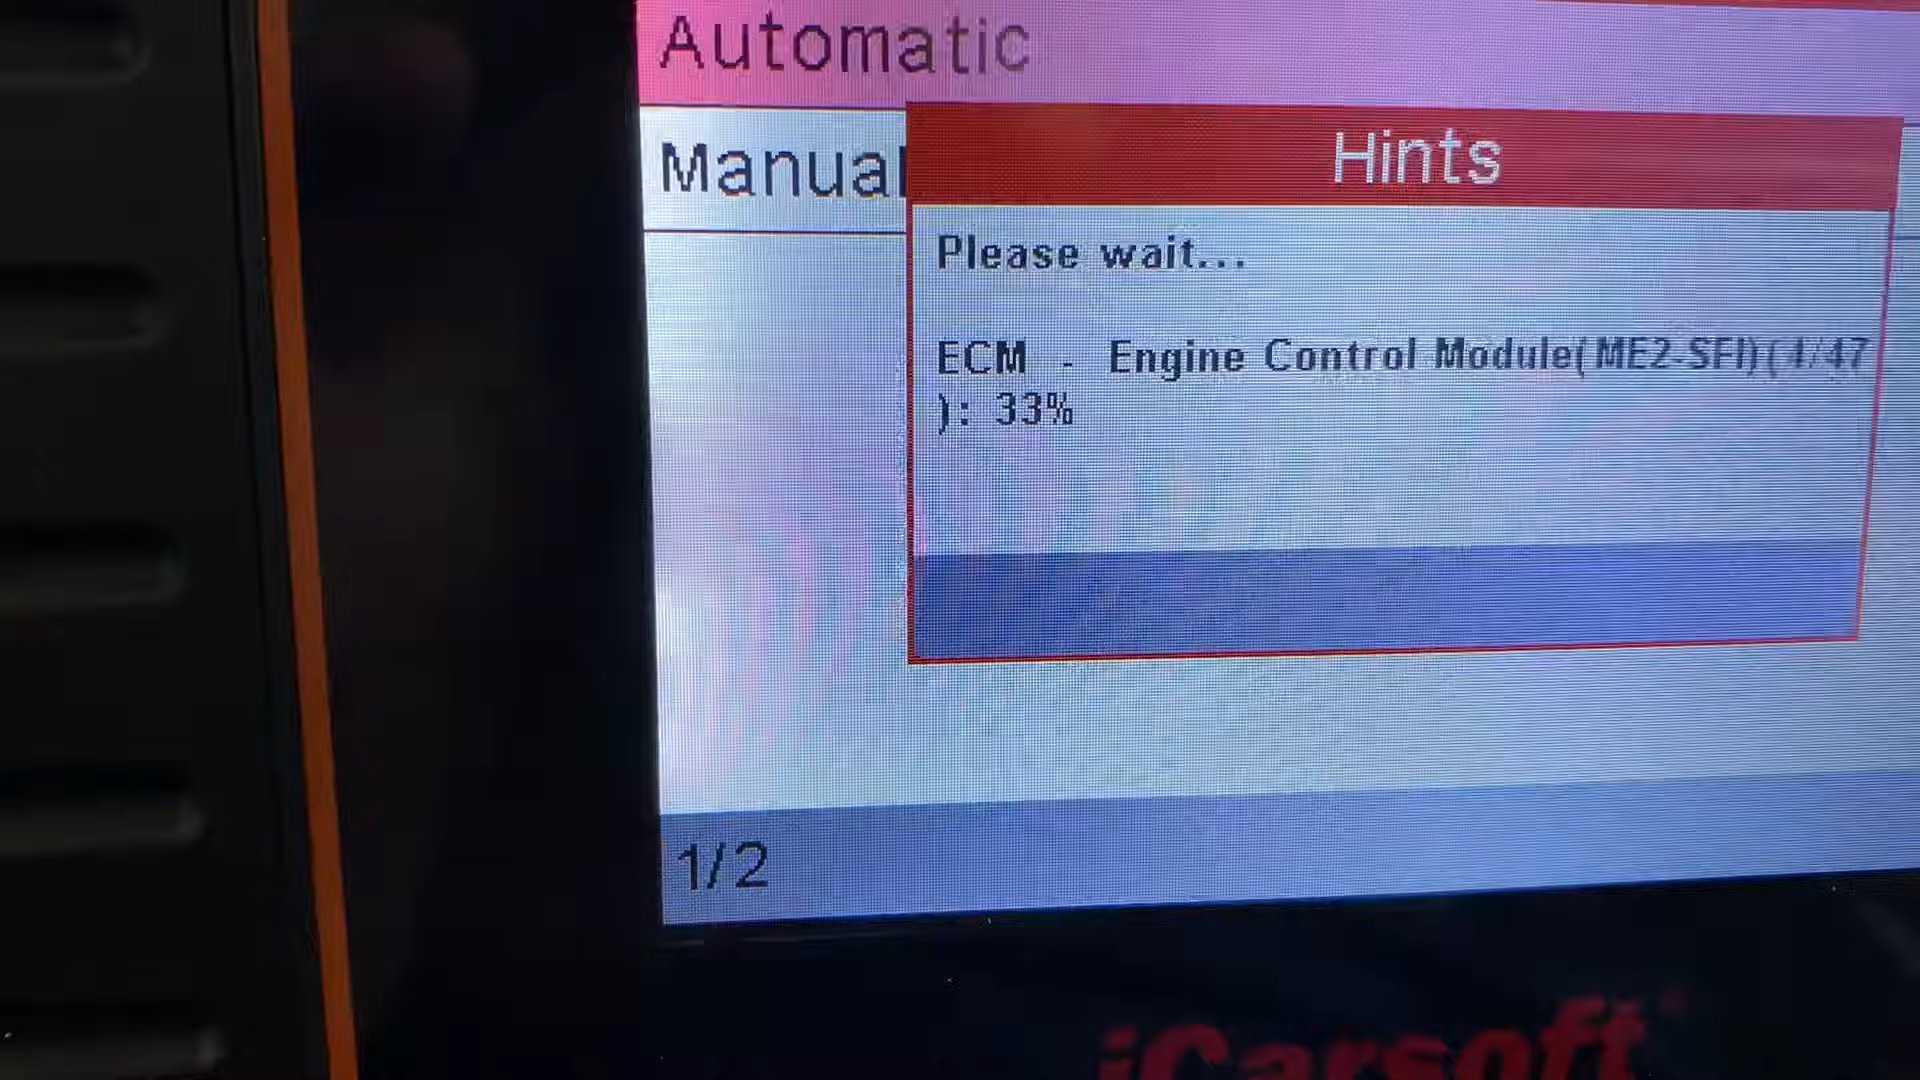 Automatic
Manual
Hints
Please wait...
ECM - Engine Control Module(ME2-SFI)(4/47
): 33%
1/2
iCarsoft